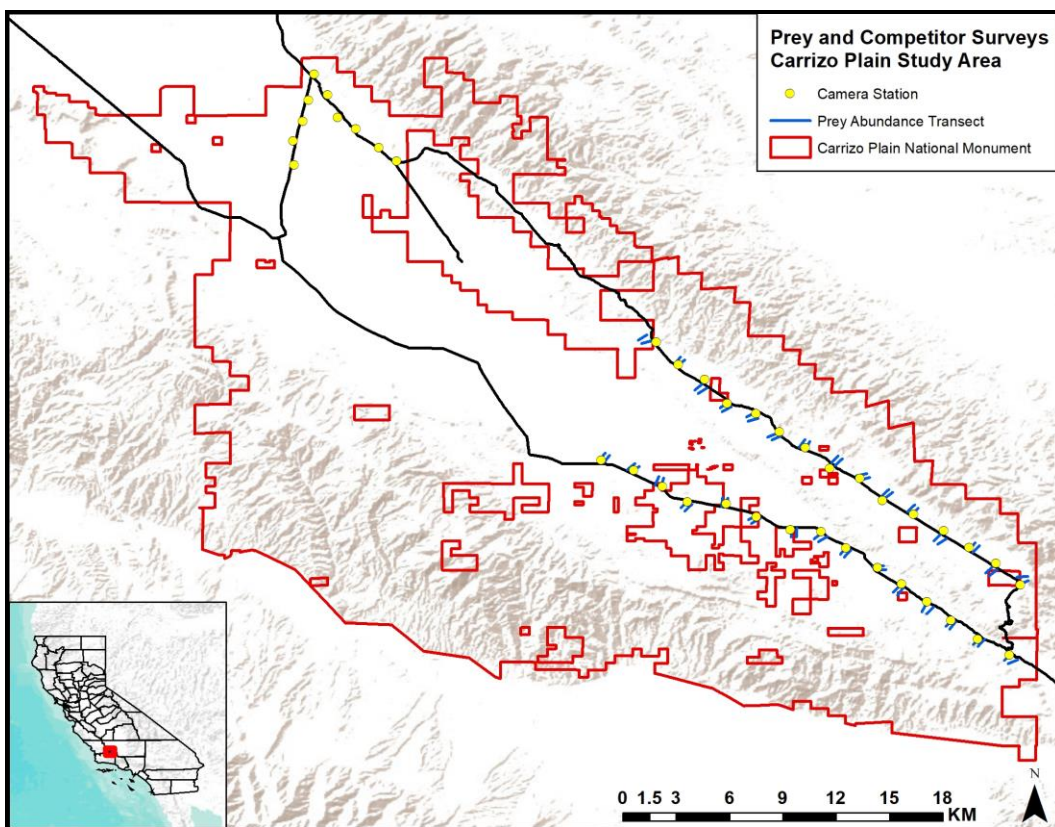 Prey and Competitor Surveys
Carrizo Plain Study Area
Camera Station
Prey Abundance Transect
Carrizo Plain National Monument
N
0 1.5 3 6 9 12 18
KM